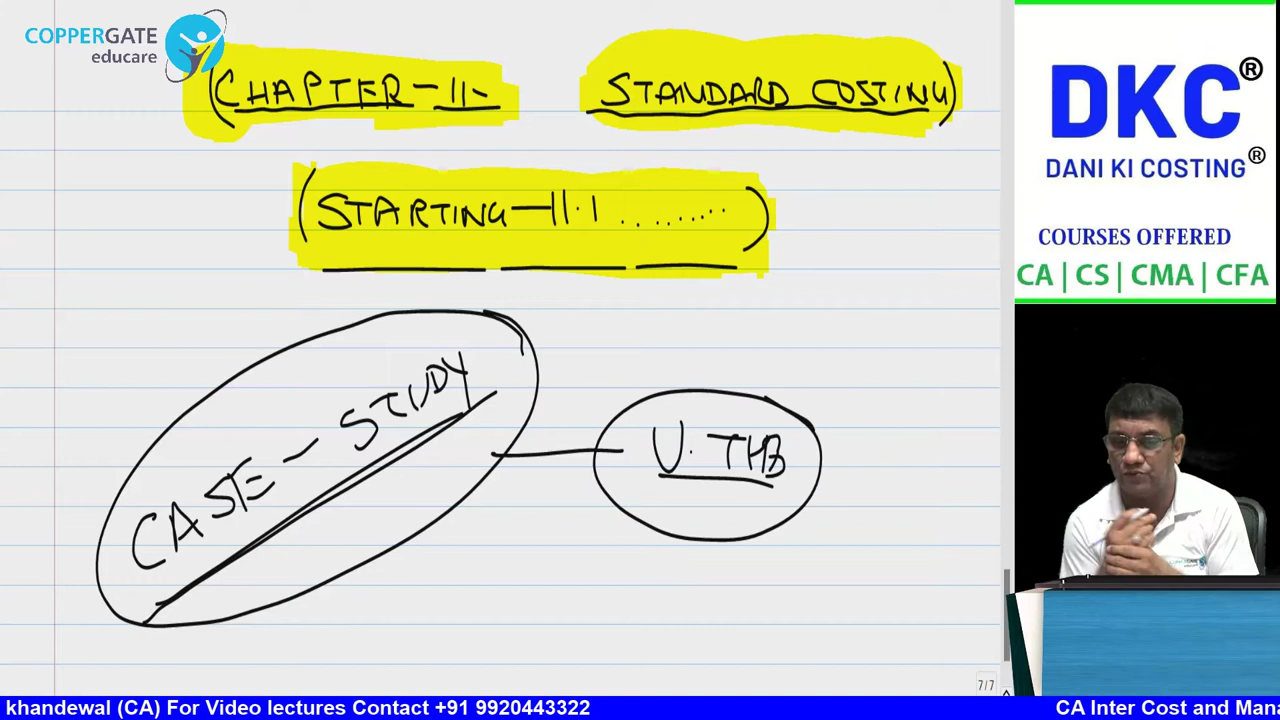 COPPERGATE
educare
(CHAPTER-11- STANDARD COSTING)
(STARTING-11.1 ........)
CASE-STUDY
U. THB
7/7
DKC®
DANI KI COSTING®
COURSES OFFERED
CA | CS | CMA | CFA
khandewal (CA) For Video lectures Contact +91 9920443322
CA Inter Cost and Mana